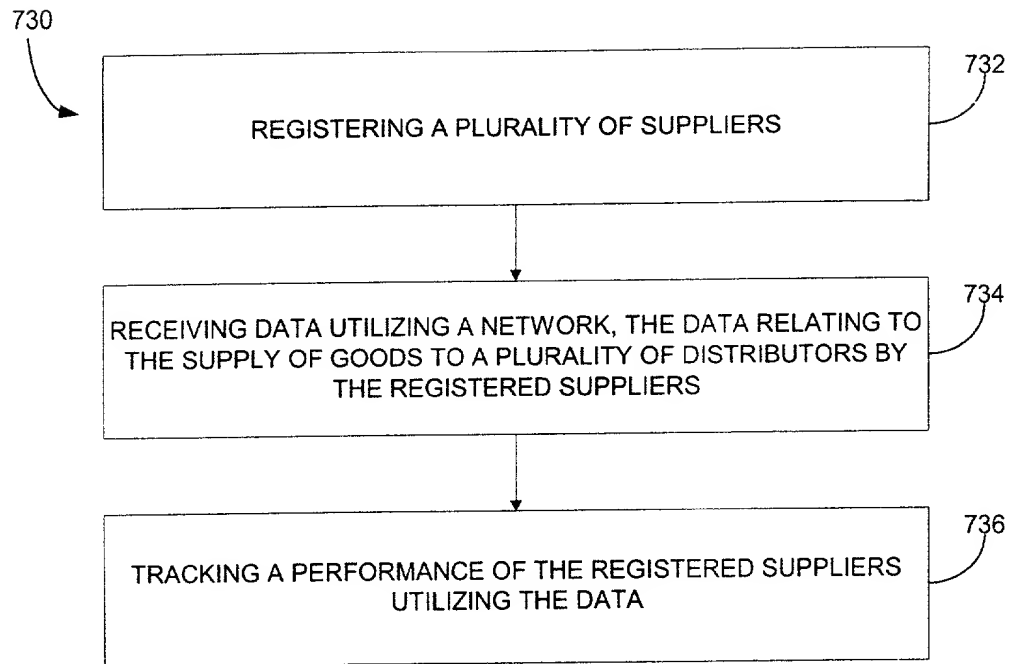 730
732
REGISTERING A PLURALITY OF SUPPLIERS
734
RECEIVING DATA UTILIZING A NETWORK, THE DATA RELATING TO
THE SUPPLY OF GOODS TO A PLURALITY OF DISTRIBUTORS BY
THE REGISTERED SUPPLIERS
736
TRACKING A PERFORMANCE OF THE REGISTERED SUPPLIERS
UTILIZING THE DATA